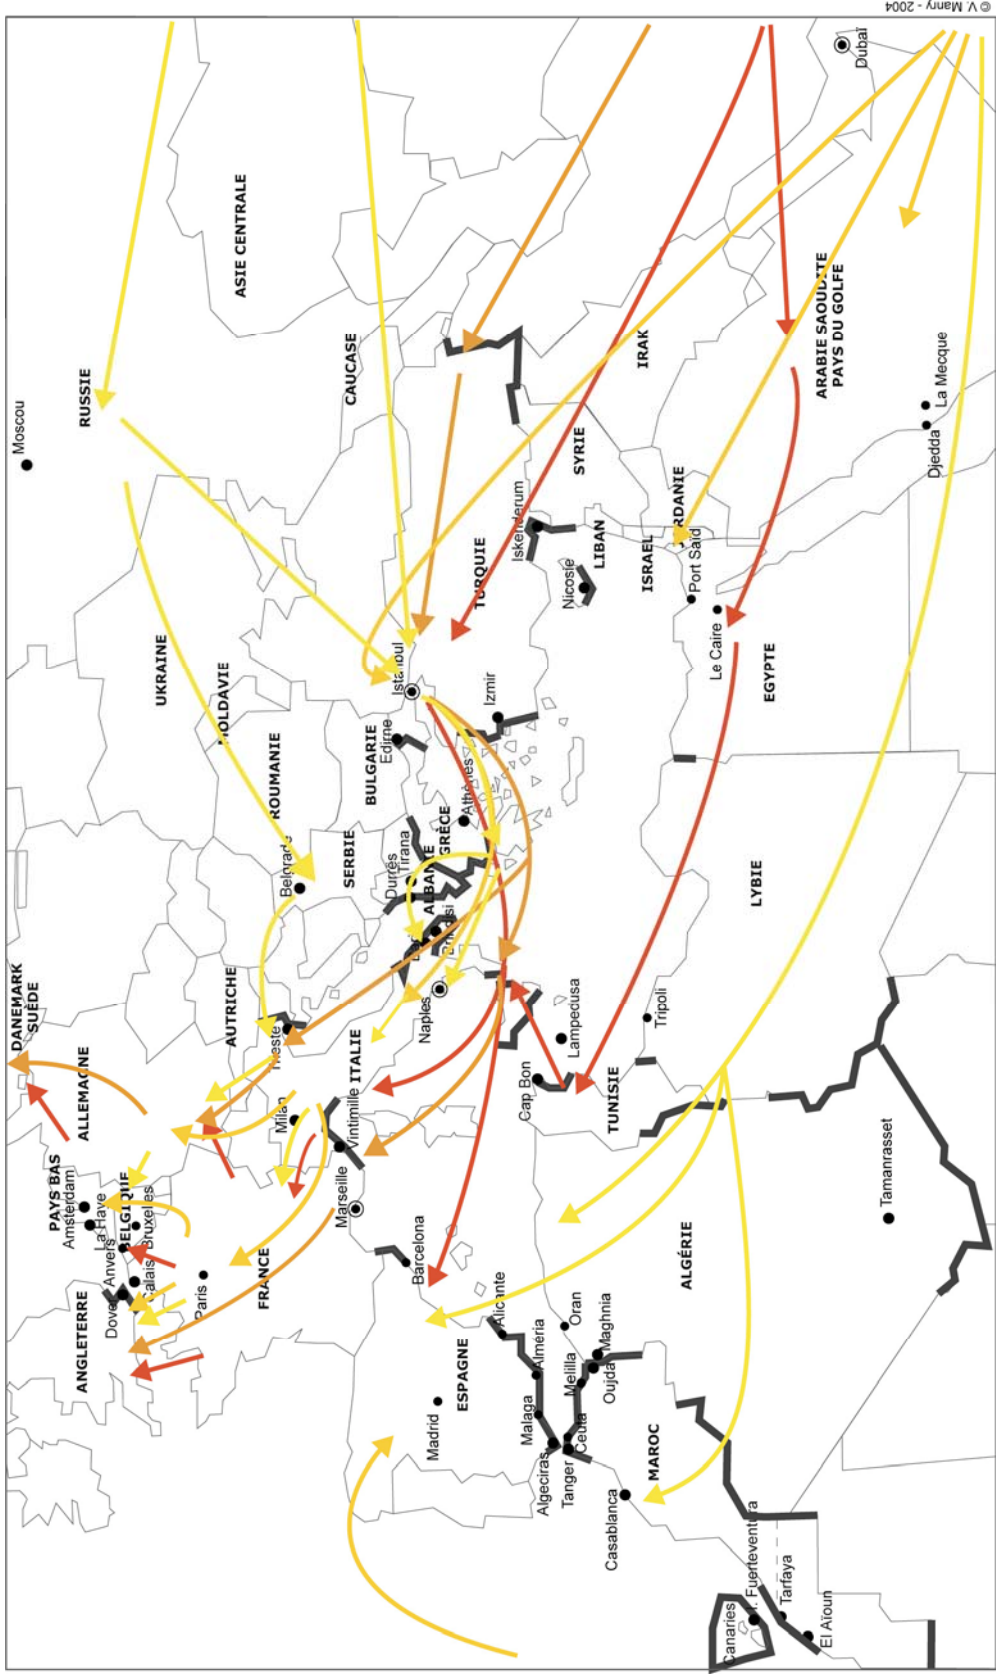 © V. Manry - 2004
Dubaï
ASIE CENTRALE
ARABIE SAOUDITE
PAYS DU GOLFE
IRAK
CAUCASE
RUSSIE
Moscou
La Mecque
Djedda
SYRIE
JORDANIE
Iskenderum
LIBAN
ISRAEL
Port Saïd
TURQUIE
Nicosie
Le Caire
EGYPTE
UKRAINE
MOLDAVIE
Istanbul
Izmir
ROUMANIE
BULGARIE
Edirne
Athènes
GRÈCE
SERBIE
Belgrade
Durrës
Tirana
ALBANIE
Brindisi
LYBIE
DANEMARK
SUÈDE
AUTRICHE
Naples
Lampedusa
Tripoli
Trieste
ITALIE
ALLEMAGNE
Cap Bon
TUNISIE
Milan
Vintimille
PAYS BAS
Amsterdam
La Haye
BELGIQUE
Bruxelles
Marseille
Tamanrasset
Anvers
Calais
Paris
Dover
FRANCE
Barcelona
ALGÉRIE
ANGLETERRE
Alicante
Oran
Maghnia
ESPAGNE
Alméria
Melilla
Oujda
Madrid
Malaga
Ceuta
Algeciras
Tanger
MAROC
Casablanca
I. Fuerteventura
Tarfaya
Canaries
El Aïoun